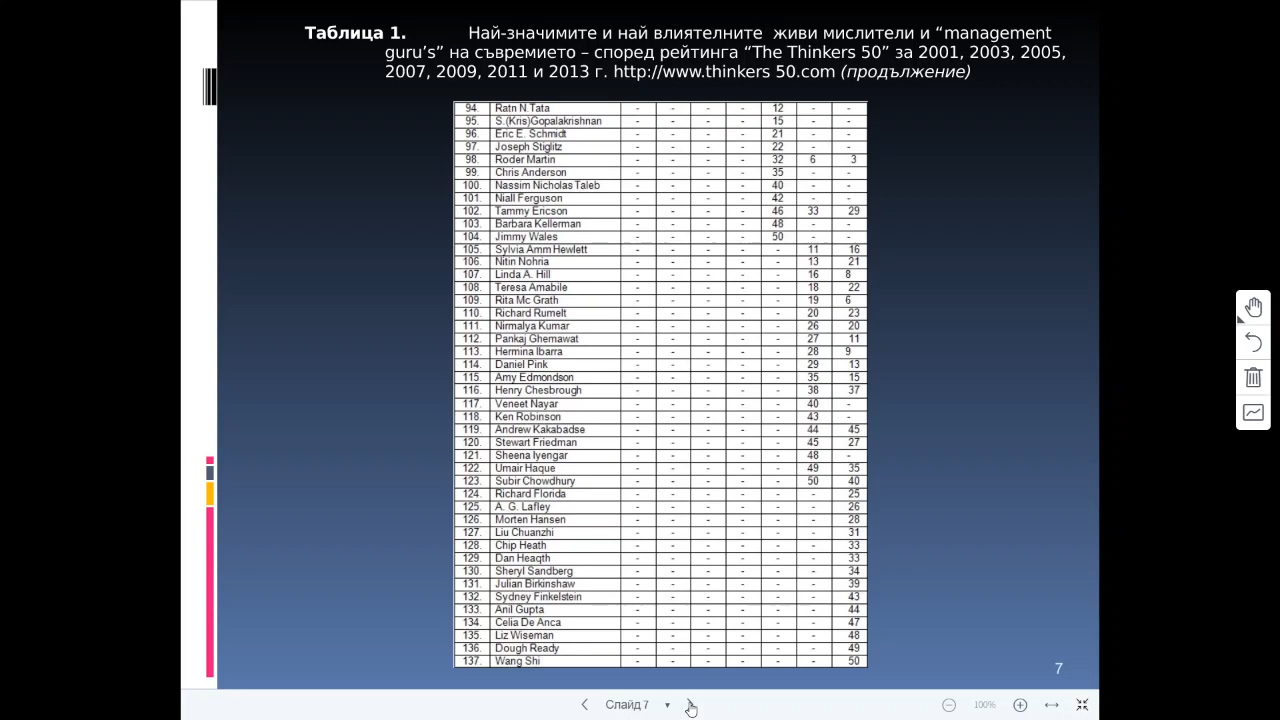 Таблица 1. Най-значимите и най влиятелните живи мислители и “management
guru’s” на съвремието – според рейтинга “The Thinkers 50” за 2001, 2003, 2005,
2007, 2009, 2011 и 2013 г. http://www.thinkers 50.com (продължение)
94. Ratn N.Tata - - - - 12 - -
95. S.(Kris)Gopalakrishnan - - - - 15 - -
96. Eric E. Schmidt - - - - 21 - -
97. Joseph Stiglitz - - - - 22 - -
98. Roder Martin - - - - 32 6 3
99. Chris Anderson - - - - 35 - -
100. Nassim Nicholas Taleb - - - - 40 - -
101. Niall Ferguson - - - - 42 - -
102. Tammy Ericson - - - - 46 33 29
103. Barbara Kellerman - - - - 48 - -
104. Jimmy Wales - - - - 50 - -
105. Sylvia Amm Hewlett - - - - - 11 16
106. Nitin Nohria - - - - - 13 21
107. Linda A. Hill - - - - - 16 8
108. Teresa Amabile - - - - - 18 22
109. Rita Mc Grath - - - - - 19 6
110. Richard Rumelt - - - - - 20 23
111. Nirmalya Kumar - - - - - 26 20
112. Pankaj Ghemawat - - - - - 27 11
113. Hermina Ibarra - - - - - 28 9
114. Daniel Pink - - - - - 29 13
115. Amy Edmondson - - - - - 35 15
116. Henry Chesbrough - - - - - 38 37
117. Veneet Nayar - - - - - 40 -
118. Ken Robinson - - - - - 43 -
119. Andrew Kakabadse - - - - - 44 45
120. Stewart Friedman - - - - - 45 27
121. Sheena Iyengar - - - - - 48 -
122. Umair Haque - - - - - 49 35
123. Subir Chowdhury - - - - - 50 40
124. Richard Florida - - - - - - 25
125. A. G. Lafley - - - - - - 26
126. Morten Hansen - - - - - - 28
127. Liu Chuanzhi - - - - - - 31
128. Chip Heath - - - - - - 33
129. Dan Heaqth - - - - - - 33
130. Sheryl Sandberg - - - - - - 34
131. Julian Birkinshaw - - - - - - 39
132. Sydney Finkelstein - - - - - - 43
133. Anil Gupta - - - - - - 44
134. Celia De Anca - - - - - - 47
135. Liz Wiseman - - - - - - 48
136. Dough Ready - - - - - - 49
137. Wang Shi - - - - - - 50
7
Слайд 7
100%